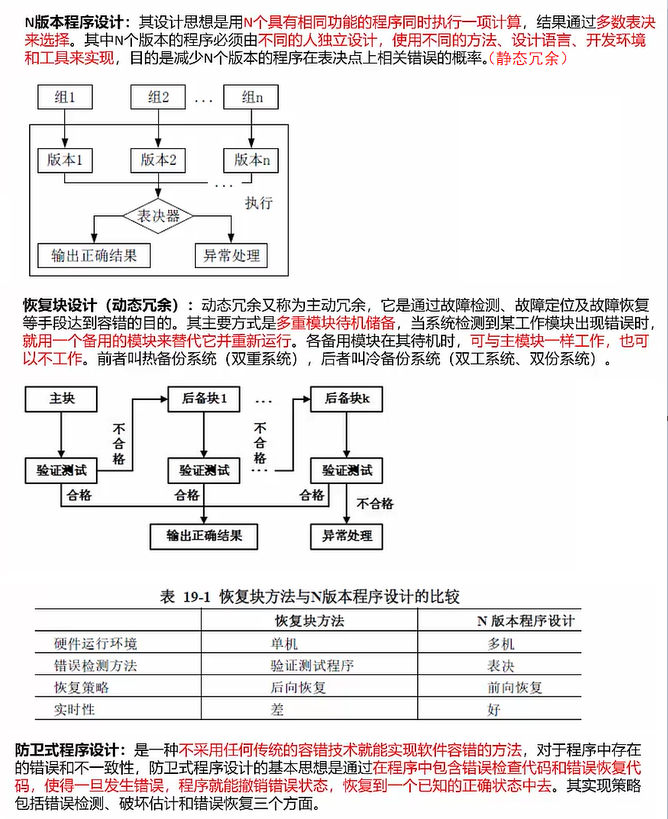 N版本程序设计：其设计思想是用N个具有相同功能的程序同时执行一项计算，结果通过多数表决
来选择。其中N个版本的程序必须由不同的人独立设计，使用不同的方法、设计语言、开发环境
和工具来实现，目的是减少N个版本的程序在表决点上相关错误的概率。（静态冗余）
组1 组2 ... 组n
版本1 版本2 ... 版本n
表决器 执行
输出正确结果 异常处理
恢复块设计（动态冗余）：动态冗余又称为主动冗余，它是通过故障检测、故障定位及故障恢复
等手段达到容错的目的。其主要方式是多重模块待机储备，当系统检测到某工作模块出现错误时，
就用一个备用的模块来替代它并重新运行。各备用模块在其待机时，可与主模块一样工作，也可
以不工作。前者叫热备份系统（双重系统），后者叫冷备份系统（双工系统、双份系统）。
主块 后备块1 ... 后备块k
不合格 不合格
验证测试 验证测试 ... 验证测试
合格 合格 合格 不合格
输出正确结果 异常处理
表 19-1 恢复块方法与N版本程序设计的比较
恢复块方法 N 版本程序设计
硬件运行环境 单机 多机
错误检测方法 验证测试程序 表决
恢复策略 后向恢复 前向恢复
实时性 差 好
防卫式程序设计：是一种不采用任何传统的容错技术就能实现软件容错的方法，对于程序中存在
的错误和不一致性，防卫式程序设计的基本思想是通过在程序中包含错误检查代码和错误恢复代
码，使得一旦发生错误，程序就能撤销错误状态，恢复到一个已知的正确状态中去。其实现策略
包括错误检测、破坏估计和错误恢复三个方面。